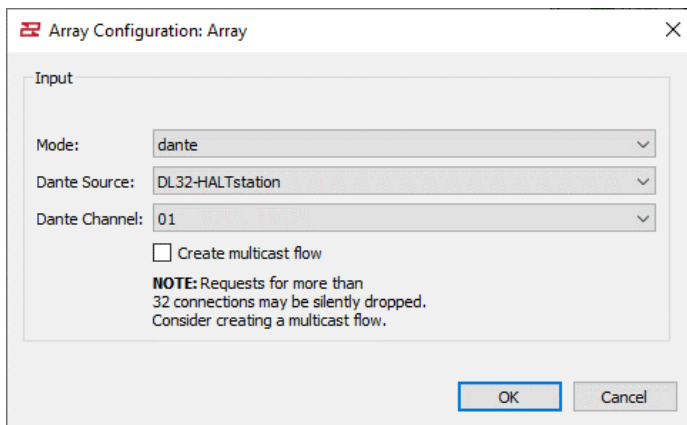 Array Configuration: Array
Input
Mode: dante
Dante Source: DL32-HALTstation
Dante Channel: 01
Create multicast flow
NOTE: Requests for more than
32 connections may be silently dropped.
Consider creating a multicast flow.
OK Cancel